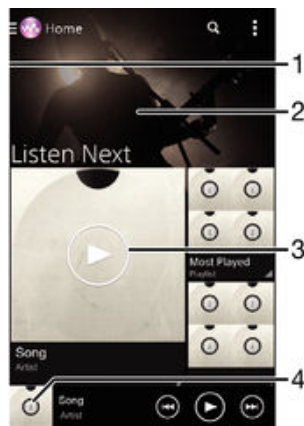 Home
1
2
Listen Next
3
Most Played
Playlist
Song
Artist
4
Song
Artist